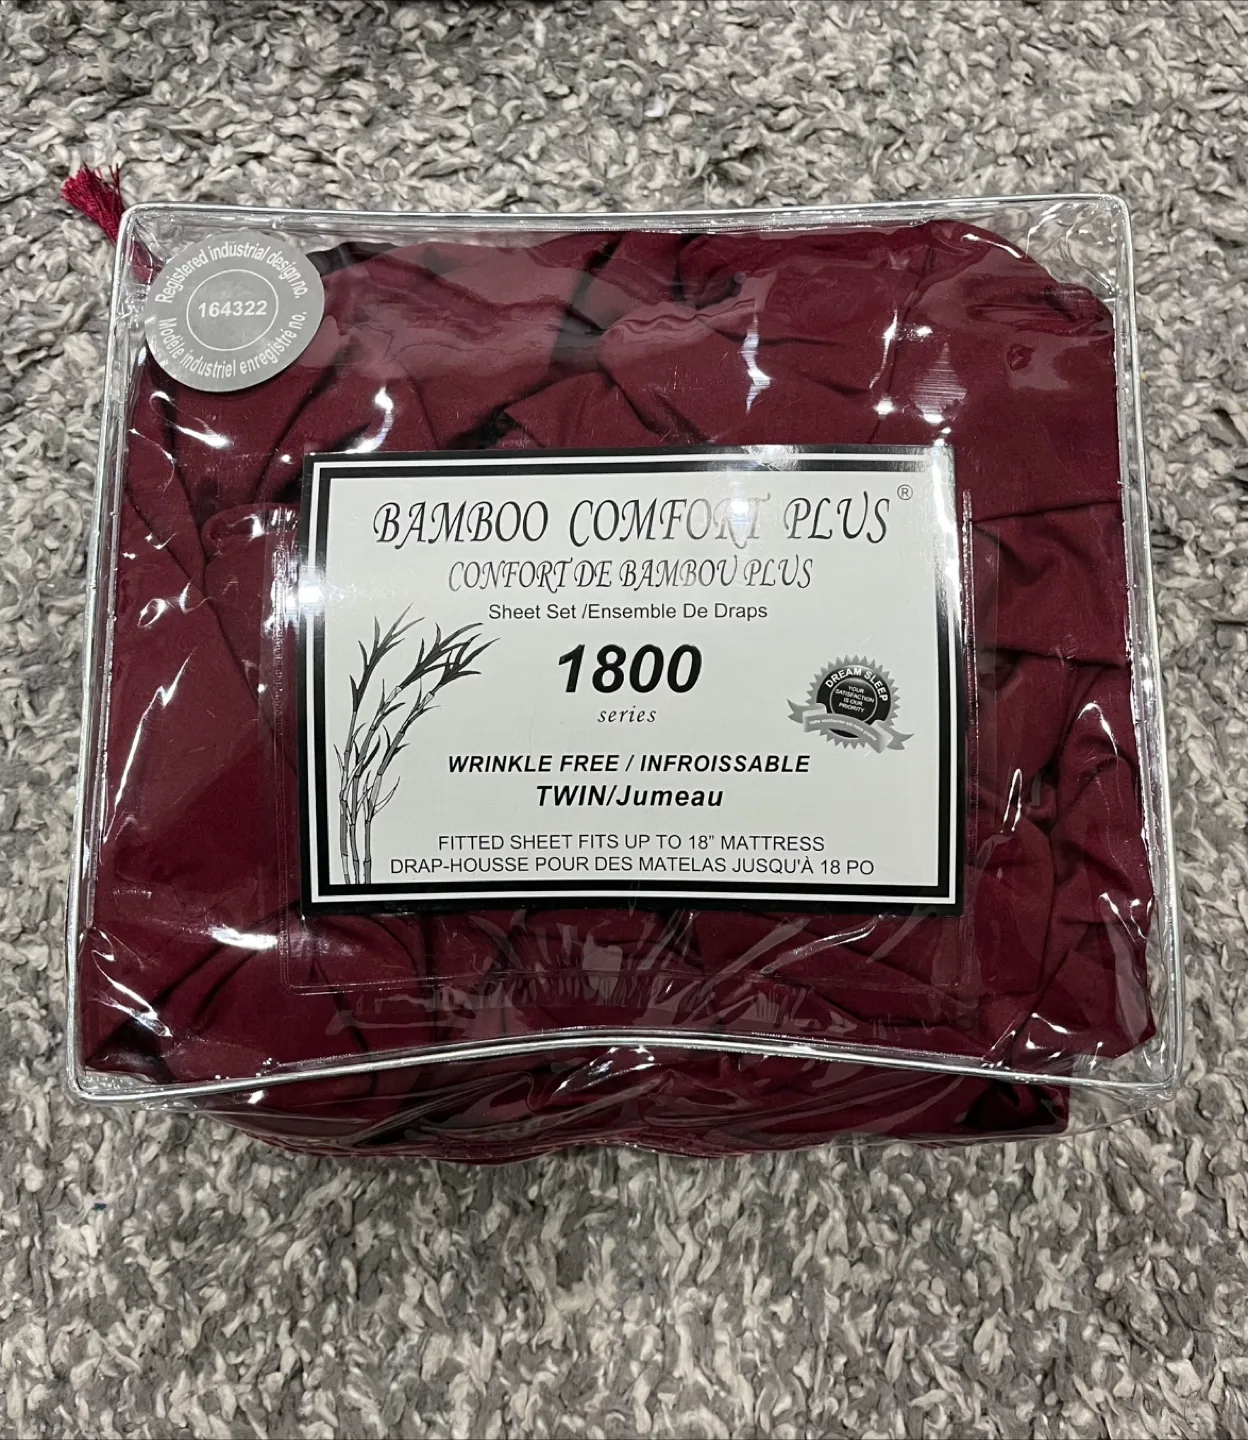 Registered industrial design no.
164322
Modèle industriel enregistré no.
BAMBOO COMFORT PLUS®
CONFORT DE BAMBOU PLUS
Sheet Set /Ensemble De Draps
1800
series
DREAM SLEEP
YOUR
SATISFACTION
IS OUR
PRIORITY
WRINKLE FREE / INFROISSABLE
TWIN/Jumeau
FITTED SHEET FITS UP TO 18" MATTRESS
DRAP-HOUSSE POUR DES MATELAS JUSQU'À 18 PO